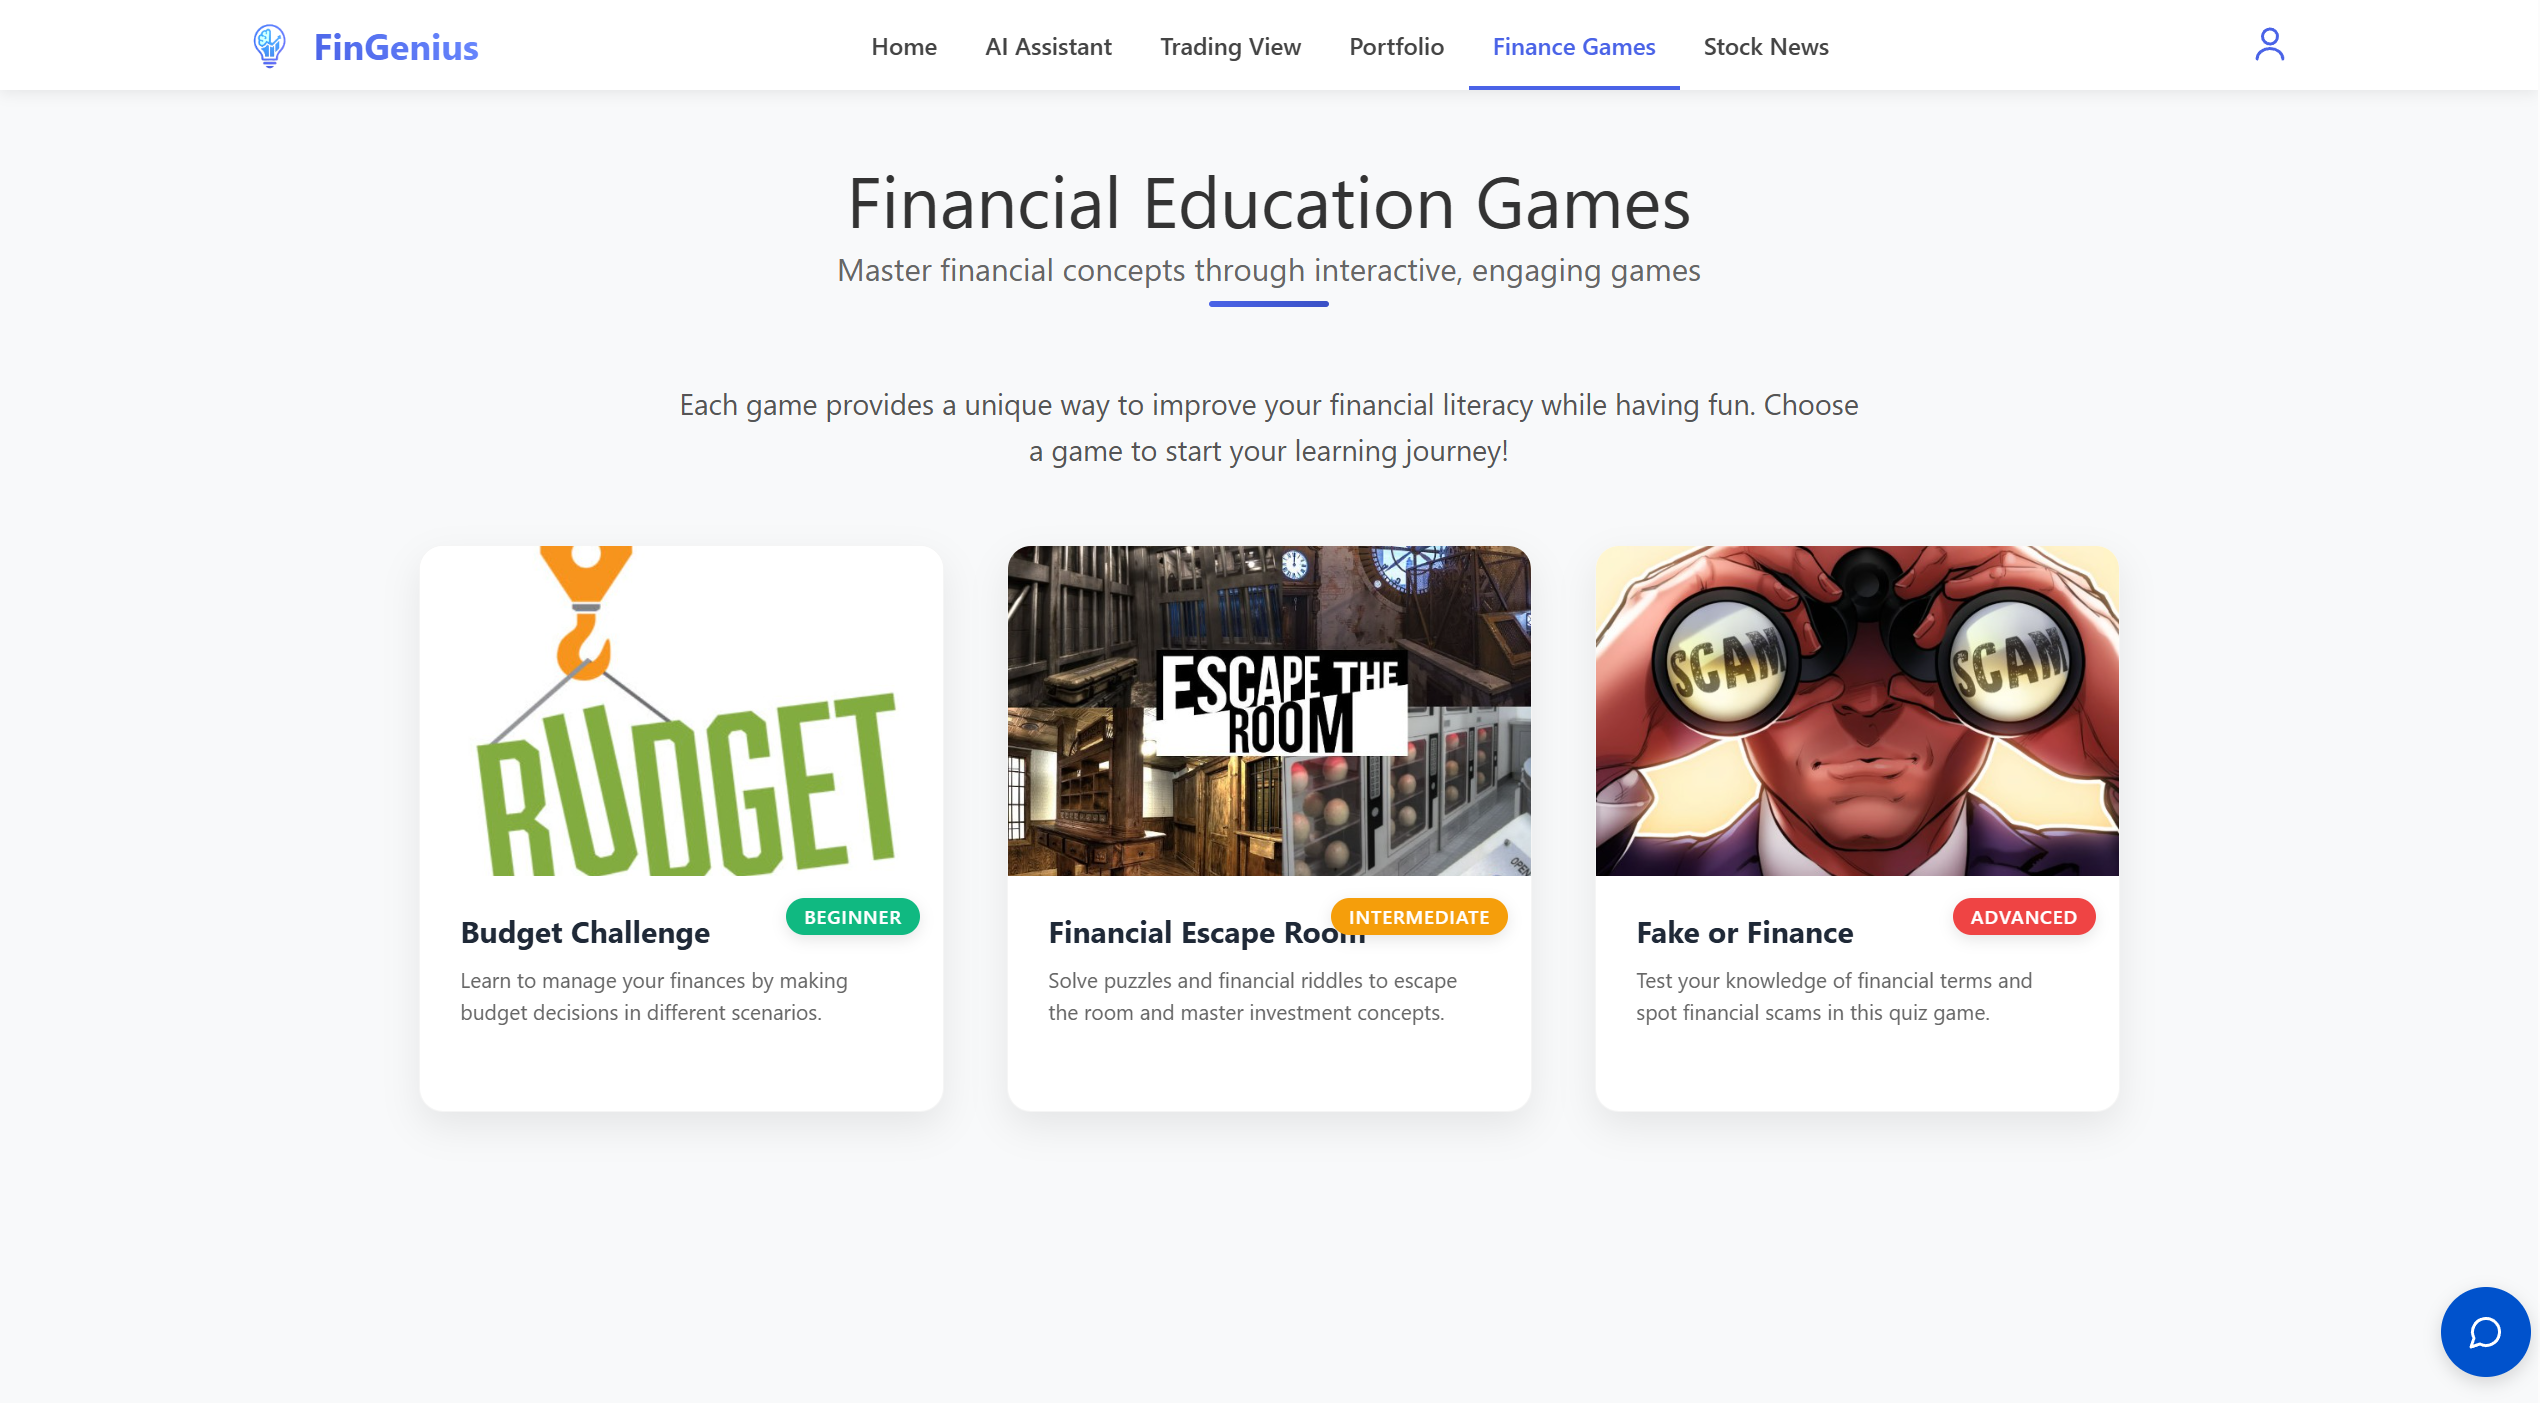 FinGenius
Home
AI Assistant
Trading View
Portfolio
Finance Games
Stock News
Financial Education Games
Master financial concepts through interactive, engaging games
Each game provides a unique way to improve your financial literacy while having fun. Choose
a game to start your learning journey!
BUDGET
BEGINNER
Budget Challenge
Learn to manage your finances by making
budget decisions in different scenarios.
ESCAPE THE
ROOM
OPEN
INTERMEDIATE
Financial Escape Room
Solve puzzles and financial riddles to escape
the room and master investment concepts.
SCAM
SCAM
ADVANCED
Fake or Finance
Test your knowledge of financial terms and
spot financial scams in this quiz game.